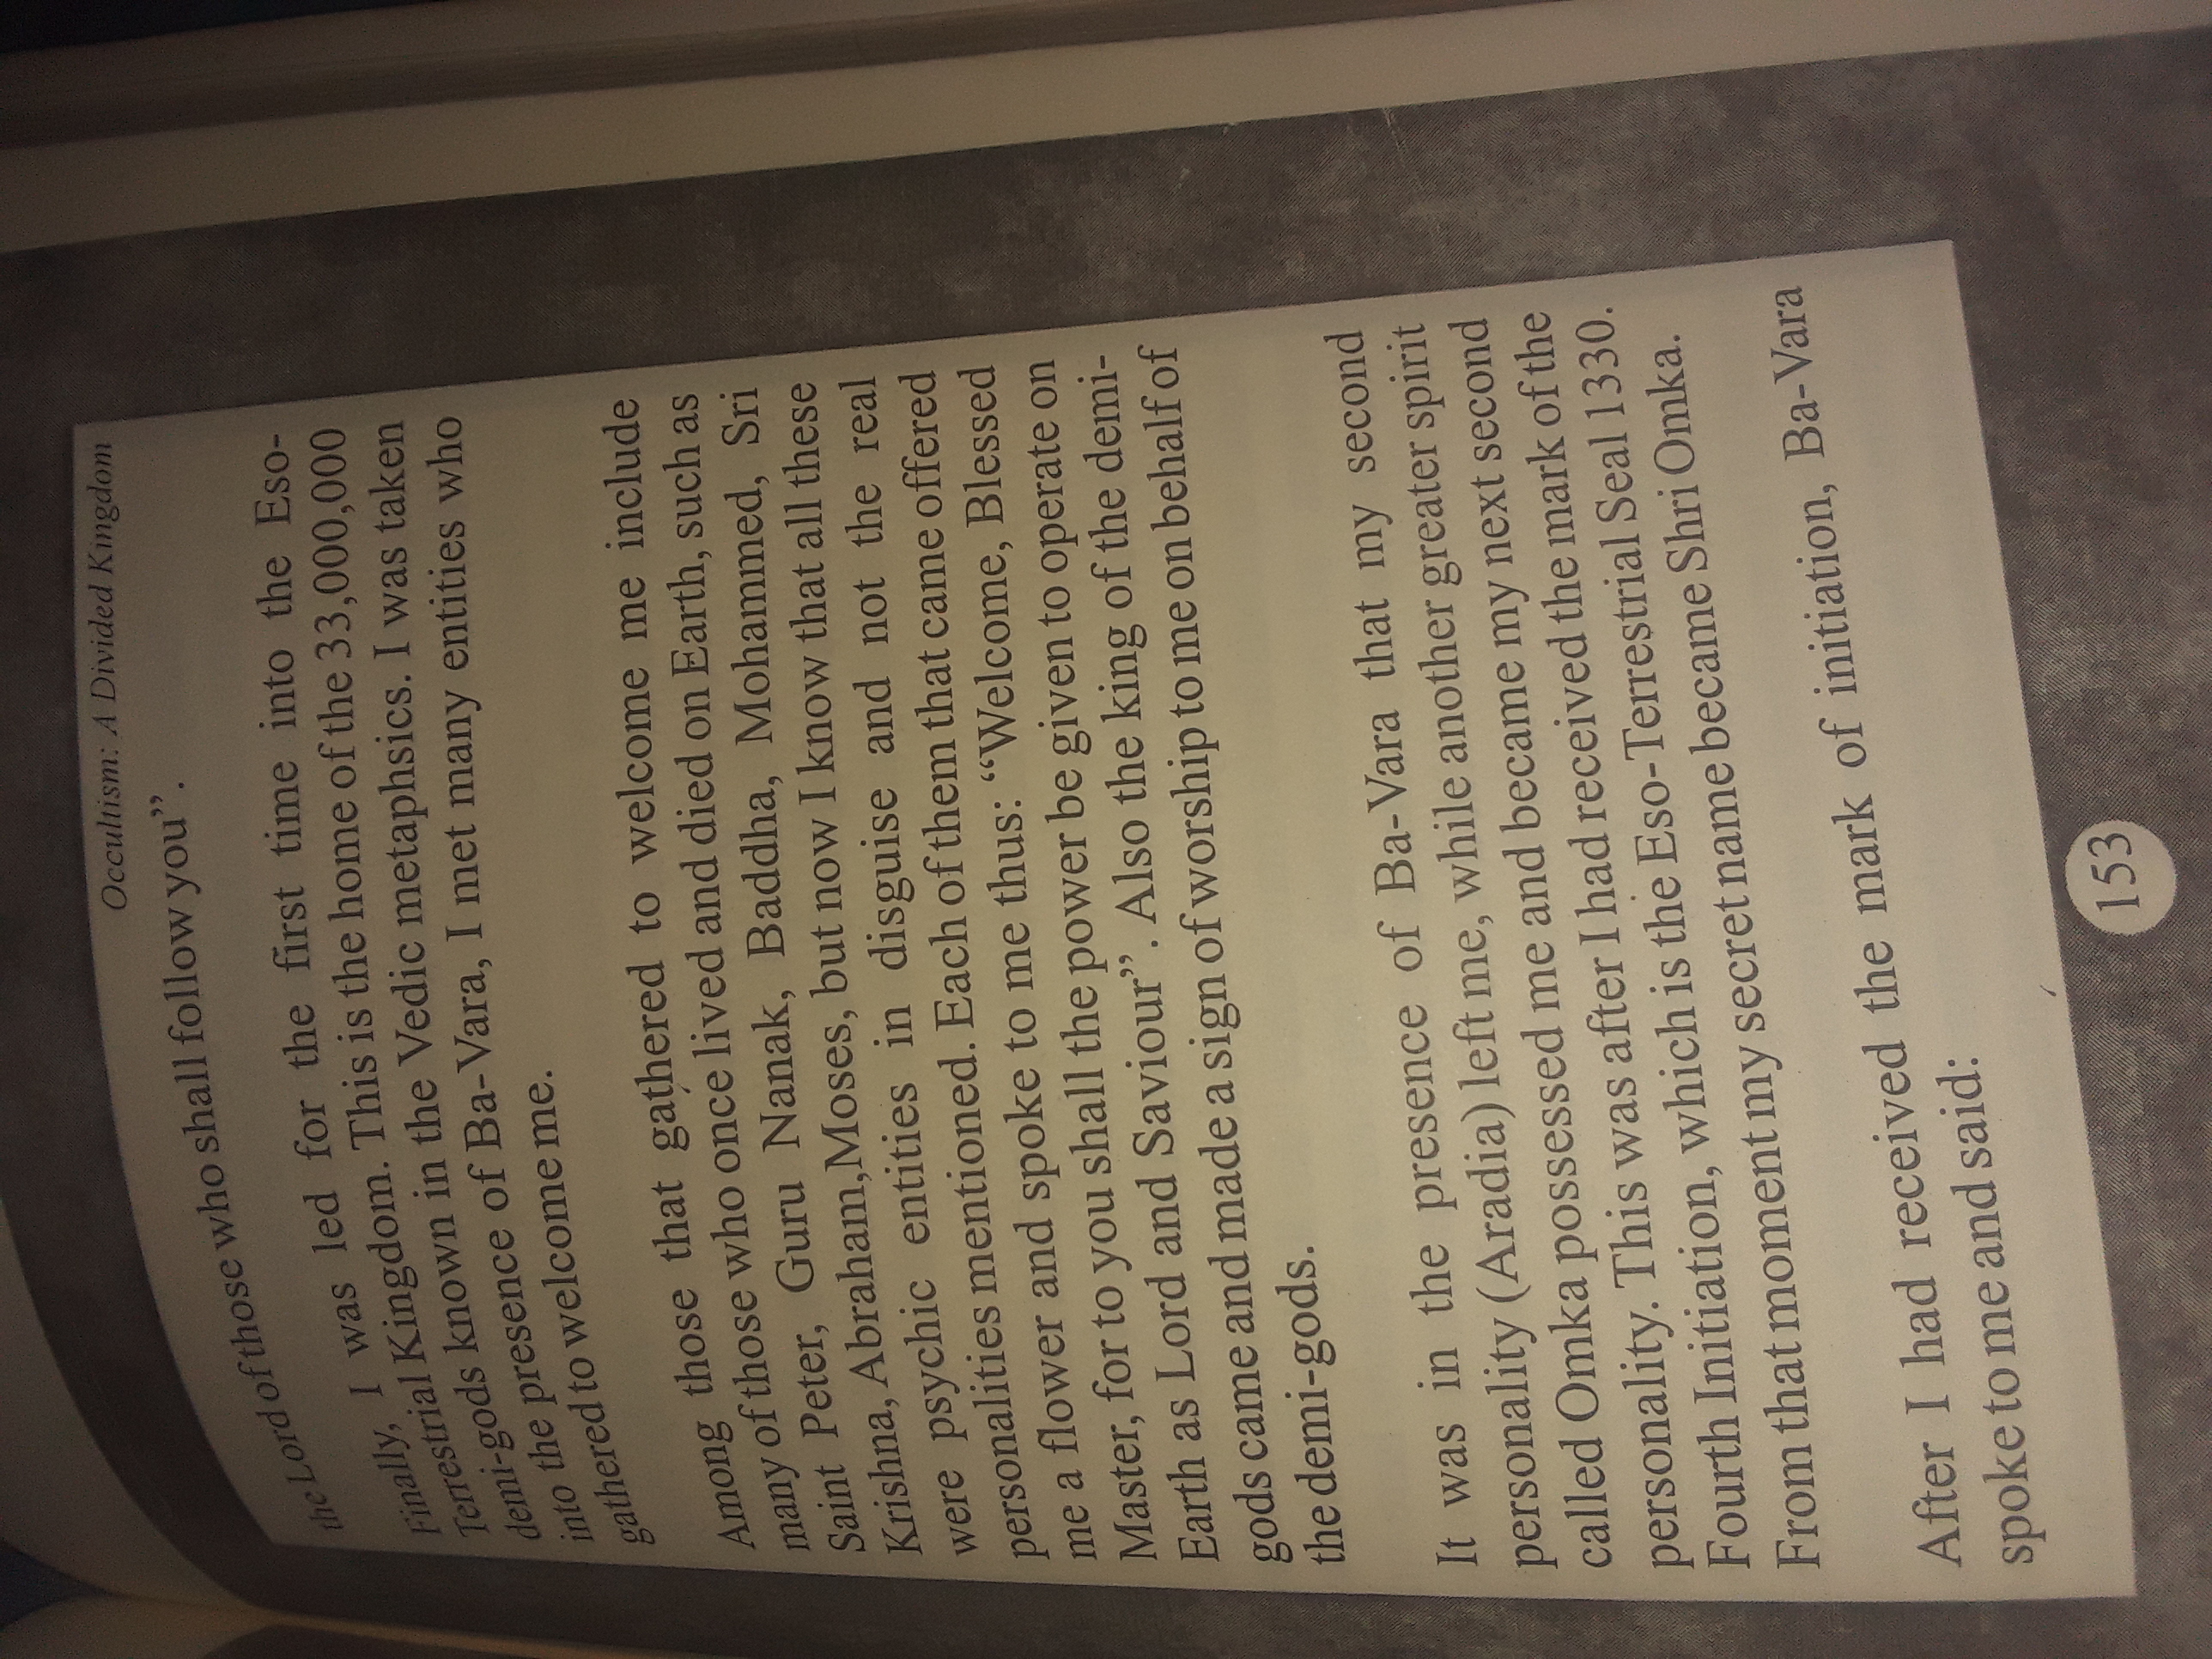 Occultism: A Divided Kingdom
the Lord of those who shall follow you".
Finally, I was led for the first time into the Eso-
Terrestrial Kingdom. This is the home of the 33,000,000
demi-gods known in the Vedic metaphsics. I was taken
into the presence of Ba-Vara, I met many entities who
gathered to welcome me.
Among those that gathered to welcome me include
many of those who once lived and died on Earth, such as
Saint Peter, Guru Nanak, Baddha, Mohammed, Sri
Krishna, Abraham,Moses, but now I know that all these
were psychic entities in disguise and not the real
personalities mentioned. Each of them that came offered
me a flower and spoke to me thus: "Welcome, Blessed
Master, for to you shall the power be given to operate on
Earth as Lord and Saviour". Also the king of the demi-
gods came and made a sign of worship to me on behalf of
the demi-gods.
It was in the presence of Ba-Vara that my second
personality (Aradia) left me, while another greater spirit
called Omka possessed me and became my next second
personality. This was after I had received the mark of the
Fourth Initiation, which is the Eso-Terrestrial Seal 1330.
From that moment my secret name became Shri Omka.
After I had received the mark of initiation, Ba-Vara
spoke to me and said:
153